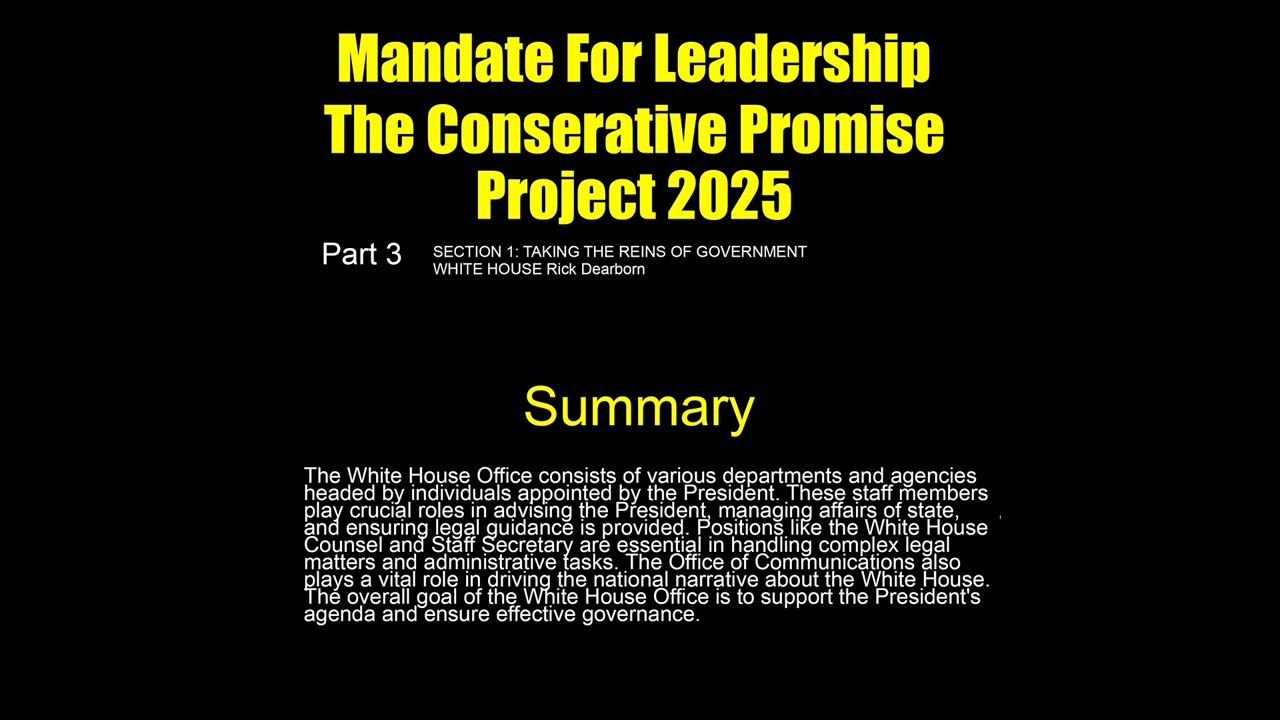 Mandate For Leadership
The Conserative Promise
Project 2025
Part 3
SECTION 1: TAKING THE REINS OF GOVERNMENT
WHITE HOUSE Rick Dearborn
Summary
The White House Office consists of various departments and agencies
headed by individuals appointed by the President. These staff members
play crucial roles in advising the President, managing affairs of state,
and ensuring legal guidance is provided. Positions like the White House
Counsel and Staff Secretary are essential in handling complex legal
matters and administrative tasks. The Office of Communications also
plays a vital role in driving the national narrative about the White House.
The overall goal of the White House Office is to support the President's
agenda and ensure effective governance.